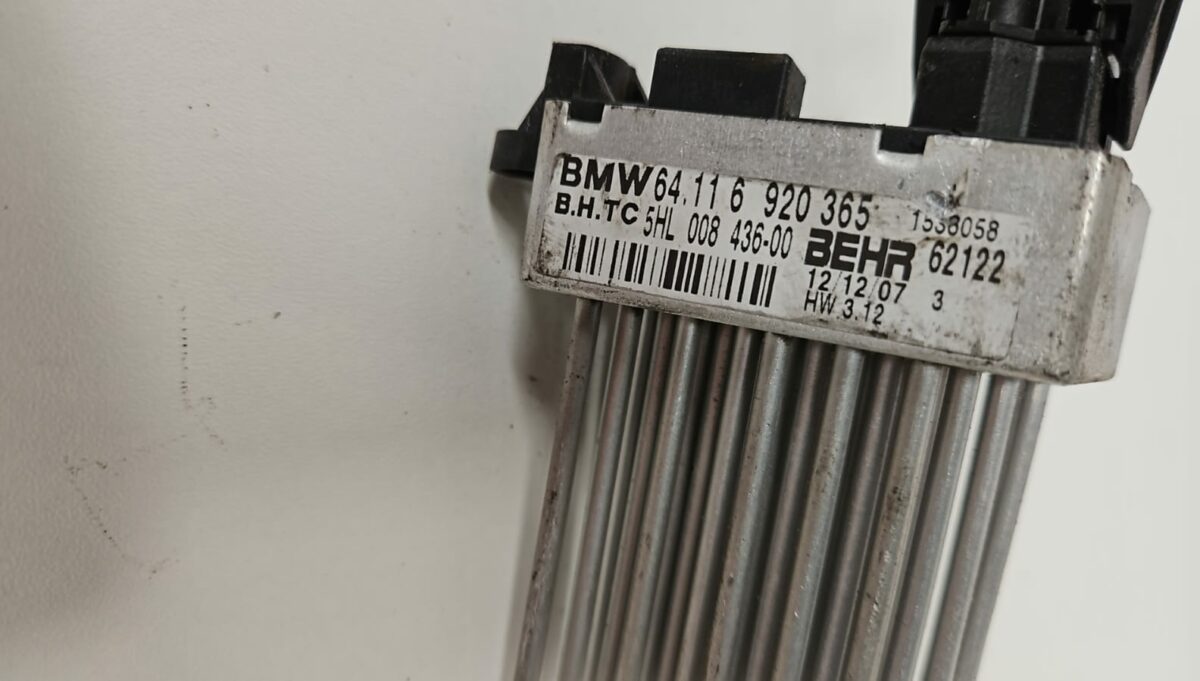 BMW 64.11 6 920 365 1538058
B.H.TC 5HL 008 436-00 BEHR 62122
12/12/07 3
HW 3.12